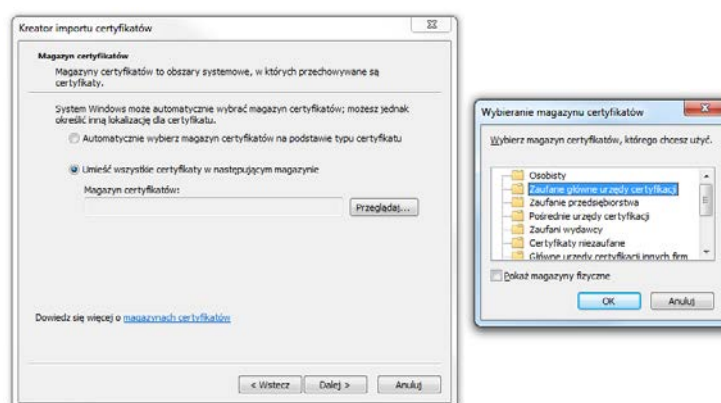 Kreator importu certyfikatów
Magazyn certyfikatów
Magazyny certyfikatów to obszary systemowe, w których przechowywane są
certyfikaty.
System Windows może automatycznie wybrać magazyn certyfikatów; możesz jednak
określić inną lokalizację dla certyfikatu.
Automatycznie wybierz magazyn certyfikatów na podstawie typu certyfikatu
Umieść wszystkie certyfikaty w następującym magazynie
Magazyn certyfikatów:
Przeglądaj...
Dowiedz się więcej o magazynach certyfikatów
< Wstecz
Dalej >
Anuluj
Wybieranie magazynu certyfikatów
Wybierz magazyn certyfikatów, którego chcesz użyć.
Osobisty
Zaufane główne urzędy certyfikacji
Zaufanie przedsiębiorstwa
Pośrednie urzędy certyfikacji
Zaufani wydawcy
Certyfikaty niezaufane
Główne urzędy certyfikacji innych firm
Pokaż magazyny fizyczne
OK
Anuluj